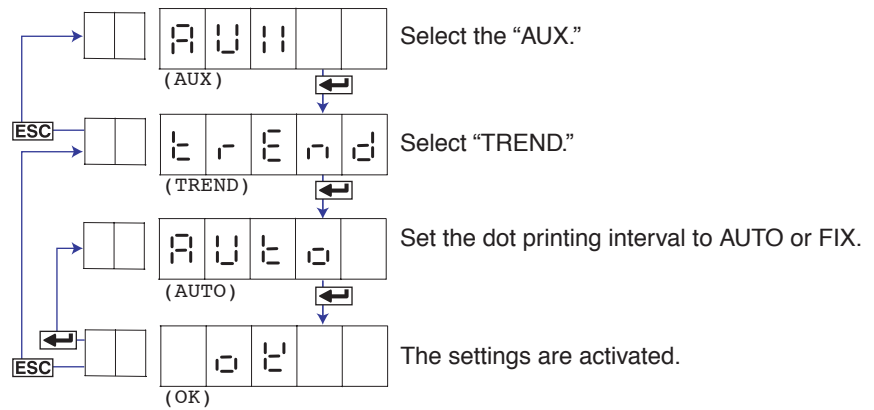 AUX
Select the “AUX.”
(AUX)
ESC
trEnd
Select “TREND.”
(TREND)
AUto
Set the dot printing interval to AUTO or FIX.
(AUTO)
ESC
oK
The settings are activated.
(OK)